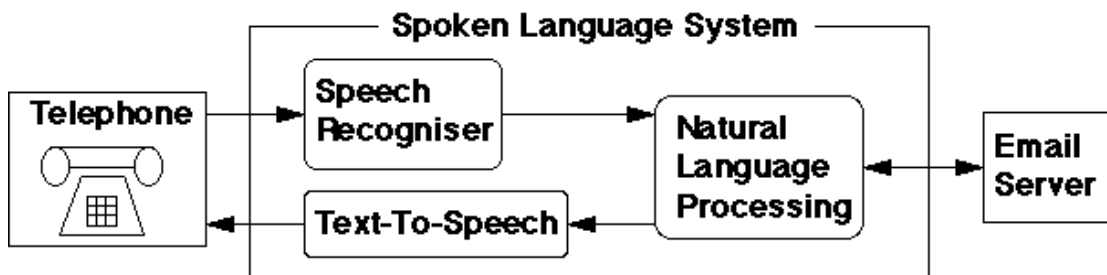 Spoken Language System
Telephone
Speech
Recogniser
Text-To-Speech
Natural
Language
Processing
Email
Server